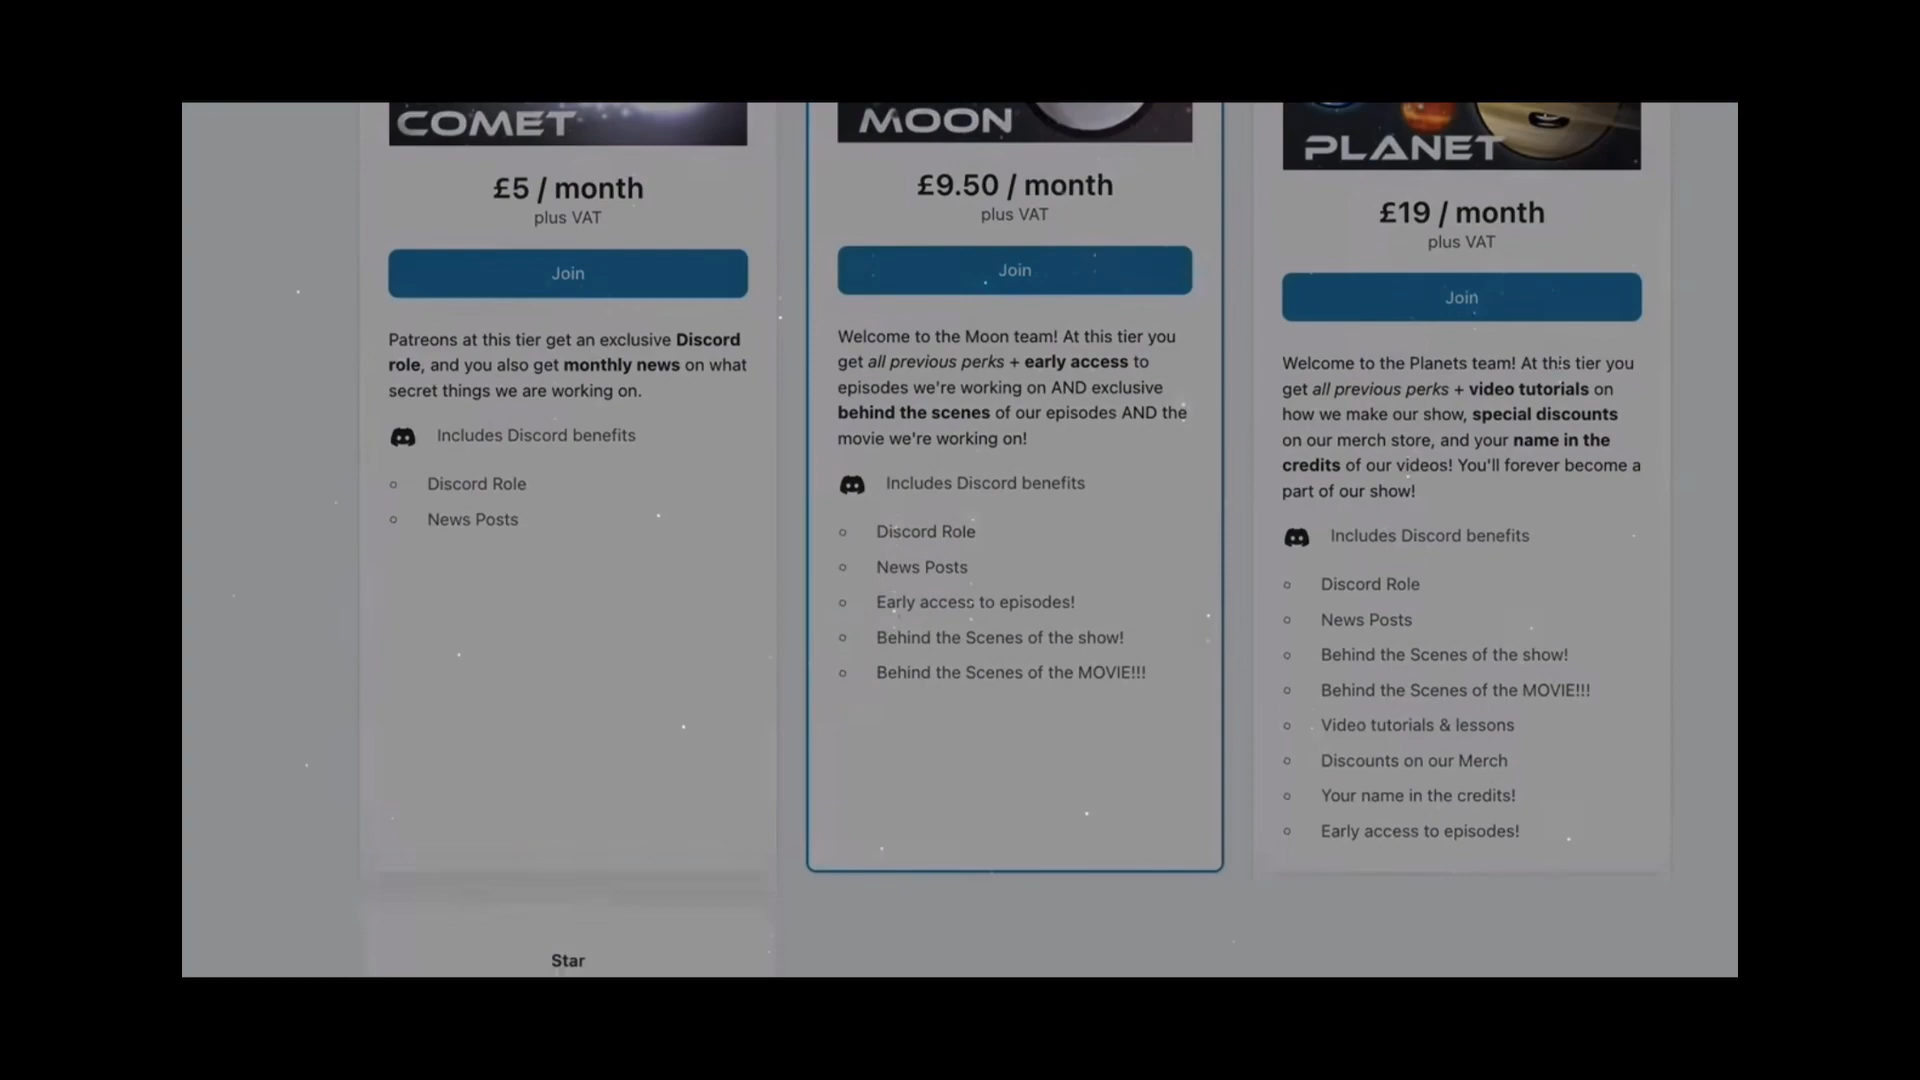 COMET
£5 / month
plus VAT
Join
Patreons at this tier get an exclusive Discord
role, and you also get monthly news on what
secret things we are working on.
Includes Discord benefits
Discord Role
News Posts
Star
MOON
£9.50 / month
plus VAT
Join
Welcome to the Moon team! At this tier you
get all previous perks + early access to
episodes we're working on AND exclusive
behind the scenes of our episodes AND the
movie we're working on!
Includes Discord benefits
Discord Role
News Posts
Early access to episodes!
Behind the Scenes of the show!
Behind the Scenes of the MOVIE!!!
PLANET
£19 / month
plus VAT
Join
Welcome to the Planets team! At this tier you
get all previous perks + video tutorials on
how we make our show, special discounts
on our merch store, and your name in the
credits of our videos! You'll forever become a
part of our show!
Includes Discord benefits
Discord Role
News Posts
Behind the Scenes of the show!
Behind the Scenes of the MOVIE!!!
Video tutorials & lessons
Discounts on our Merch
Your name in the credits!
Early access to episodes!